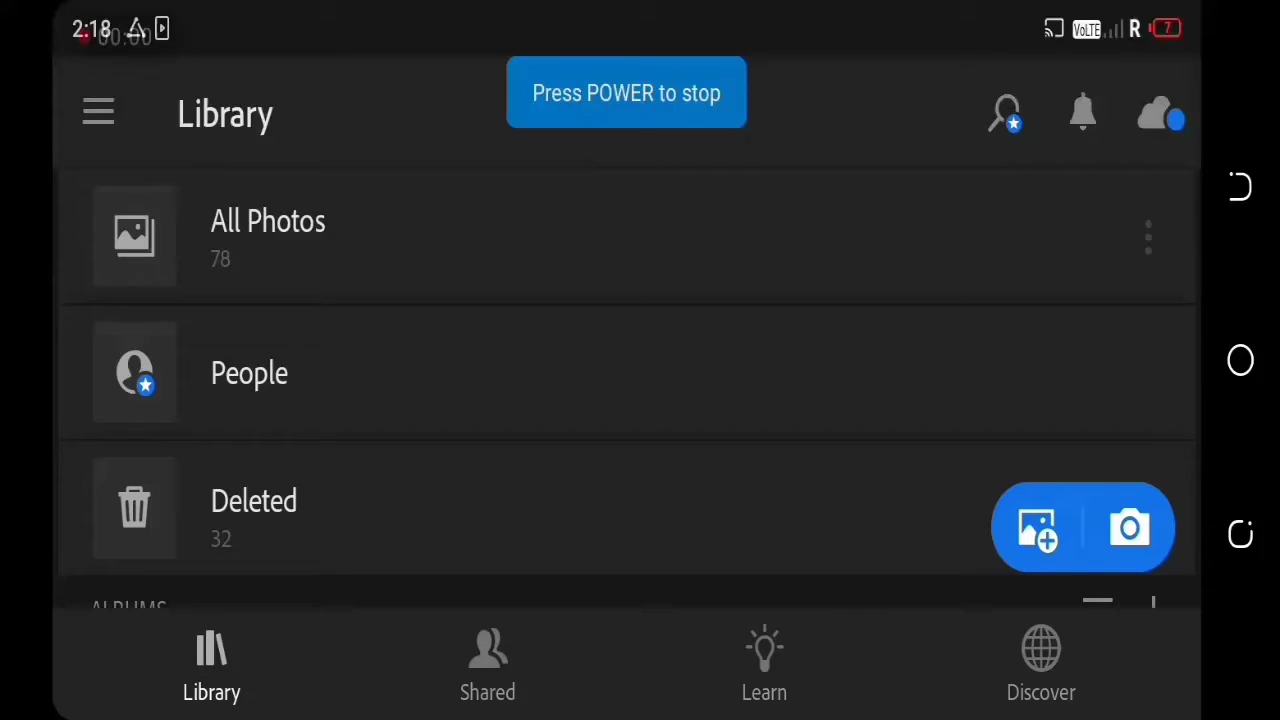 2:18
00:00
VoLTE
R
7
Press POWER to stop
Library
All Photos
78
People
Deleted
32
ALBUMS
Library
Shared
Learn
Discover